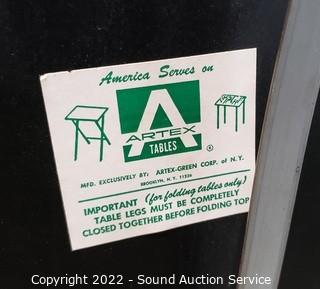 America Serves on
A
ARTEX
TABLES
®
MFD. EXCLUSIVELY BY: ARTEX-GREEN CORP. of N.Y.
BROOKLYN, N. Y. 11236
IMPORTANT (for folding tables only)
TABLE LEGS MUST BE COMPLETELY
CLOSED TOGETHER BEFORE FOLDING TOP
Copyright 2022 - Sound Auction Service